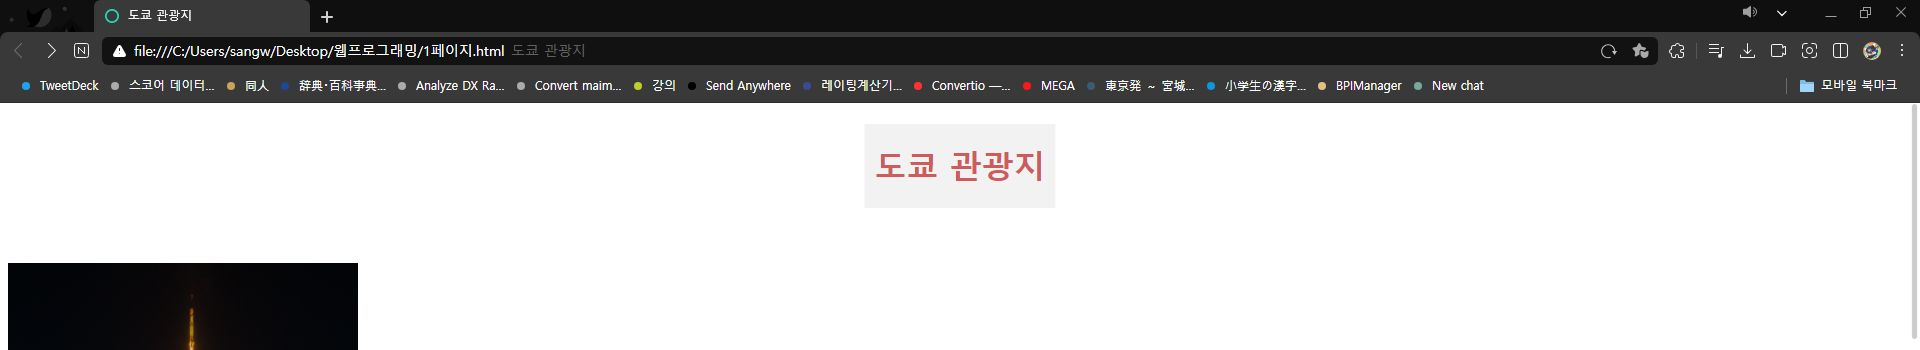 도쿄 관광지
file:///C:/Users/sangw/Desktop/웹프로그래밍/1페이지.html 도쿄 관광지
TweetDeck 스코어 데이터... 同人 辞典·百科事典... Analyze DX Ra... Convert maim... 강의 Send Anywhere 레이팅계산기... Convertio —... MEGA 東京発 ~ 宮城... 小学生の漢字... BPIManager New chat 모바일 북마크
도쿄 관광지